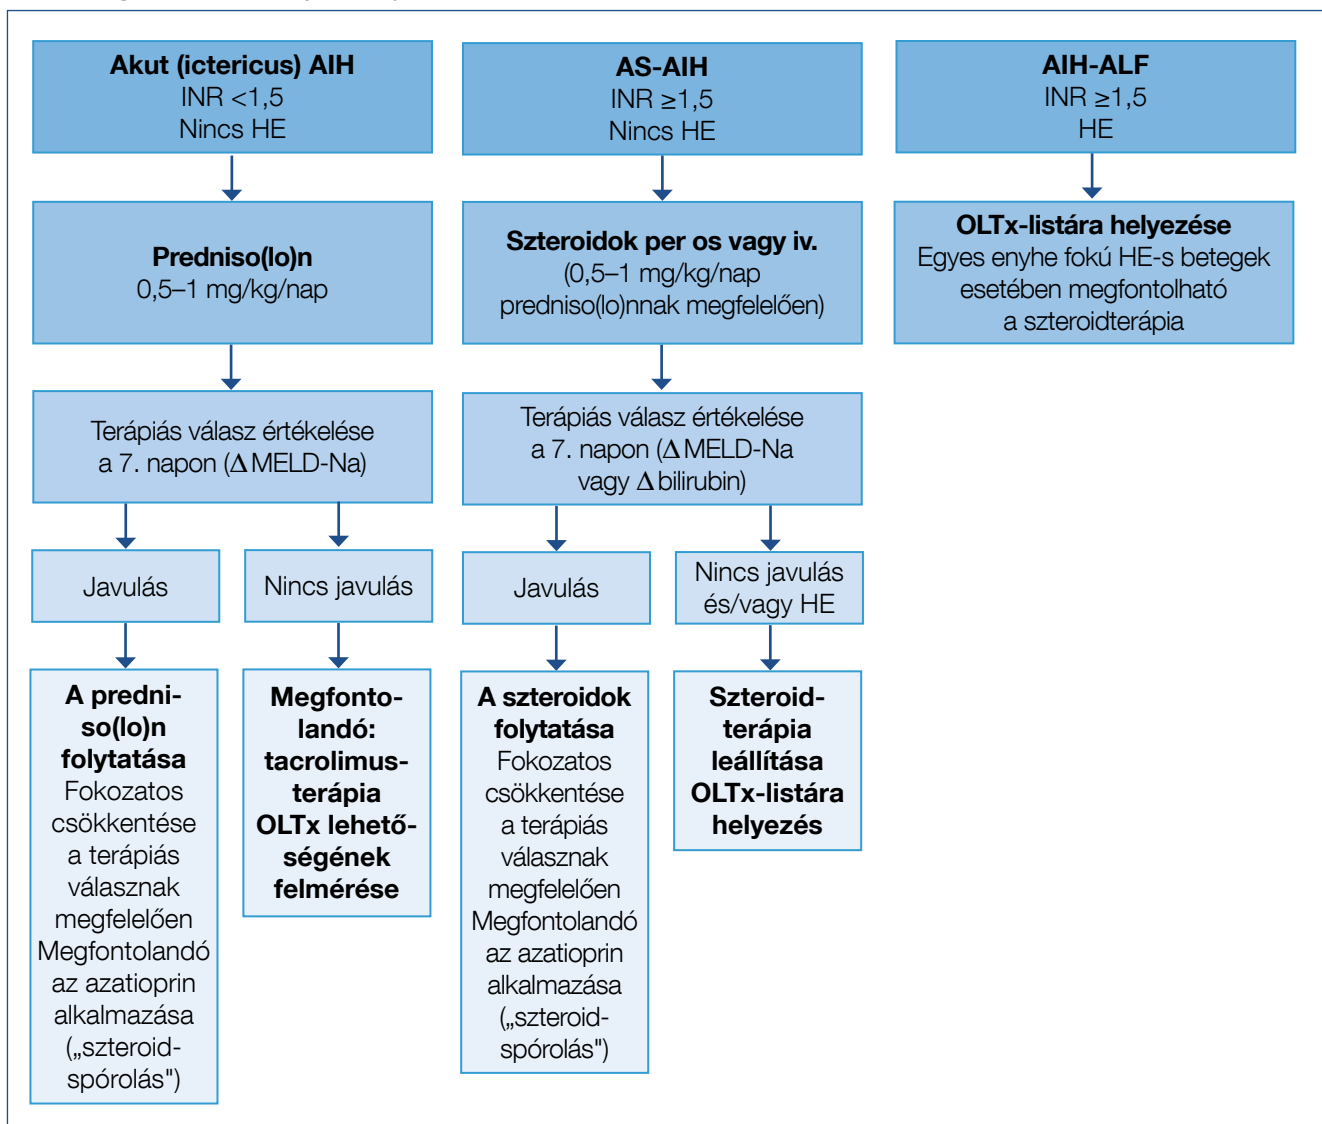 Akut (ictericus) AIH
INR <1,5
Nincs HE
AS-AIH
INR ≥1,5
Nincs HE
AIH-ALF
INR ≥1,5
HE
Predniso(lo)n
0,5–1 mg/kg/nap
Szteroidok per os vagy iv.
(0,5–1 mg/kg/nap
predniso(lo)nnak megfelelően)
OLTx-listára helyezése
Egyes enyhe fokú HE-s betegek
esetében megfontolható
a szteroidterápia
Terápiás válasz értékelése
a 7. napon (Δ MELD-Na)
Terápiás válasz értékelése
a 7. napon (Δ MELD-Na
vagy Δ bilirubin)
Javulás
Nincs javulás
Javulás
Nincs javulás
és/vagy HE
A predni-
so(lo)n
folytatása
Fokozatos
csökkentése
a terápiás
válasznak
megfelelően
Megfontolandó
az azatioprin
alkalmazása
(„szteroid-
spórolás")
Megfonto-
landó:
tacrolimus-
terápia
OLTx lehető-
ségének
felmérése
A szteroidok
folytatása
Fokozatos
csökkentése
a terápiás
válasznak
megfelelően
Megfontolandó
az azatioprin
alkalmazása
(„szteroid-
spórolás")
Szteroid-
terápia
leállítása
OLTx-listára
helyezés